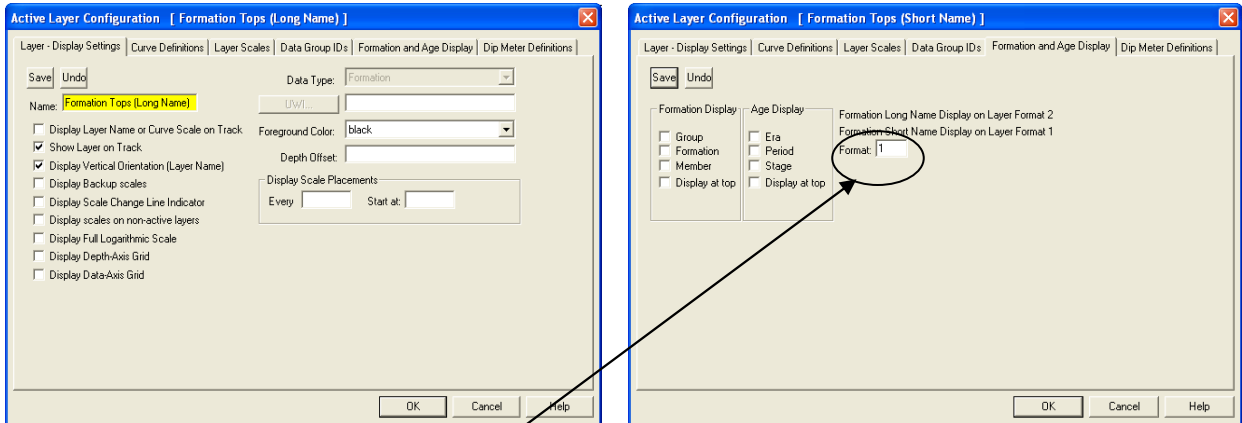 Active Layer Configuration [ Formation Tops (Long Name) ]
Layer - Display Settings Curve Definitions Layer Scales Data Group IDs Formation and Age Display Dip Meter Definitions
Save Undo
Name: Formation Tops (Long Name)
Display Layer Name or Curve Scale on Track
Show Layer on Track
Display Vertical Orientation (Layer Name)
Display Backup scales
Display Scale Change Line Indicator
Display scales on non-active layers
Display Full Logarithmic Scale
Display Depth-Axis Grid
Display Data-Axis Grid
Data Type: Formation
UWI...
Foreground Color: black
Depth Offset:
Display Scale Placements
Every Start at:
OK Cancel Help
Active Layer Configuration [ Formation Tops (Short Name) ]
Layer - Display Settings Curve Definitions Layer Scales Data Group IDs Formation and Age Display Dip Meter Definitions
Save Undo
Formation Display
Group
Formation
Member
Display at top
Age Display
Era
Period
Stage
Display at top
Formation Long Name Display on Layer Format 2
Formation Short Name Display on Layer Format 1
Format: 1
OK Cancel Help